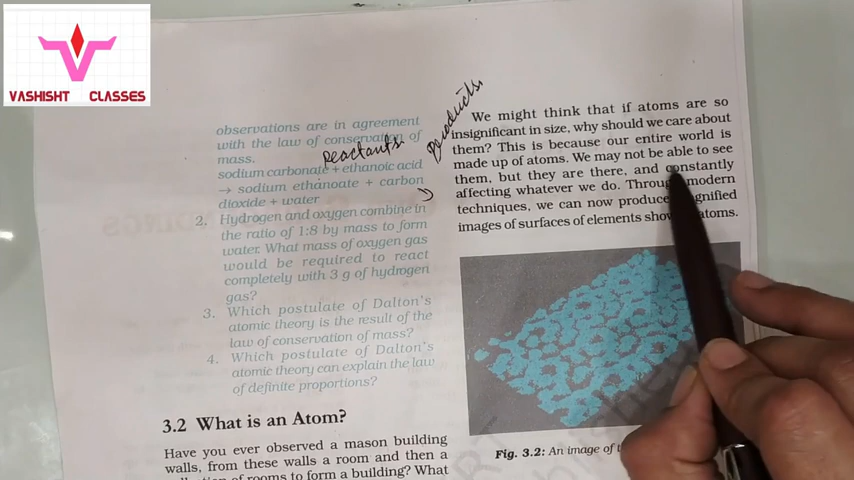 VASHISHT CLASSES
observations are in agreement
with the law of conservation of
mass.
reactants
sodium carbonate + ethanoic acid
→ sodium ethanoate + carbon
dioxide + water
Products
2. Hydrogen and oxygen combine in
the ratio of 1:8 by mass to form
water. What mass of oxygen gas
would be required to react
completely with 3 g of hydrogen
gas?
3. Which postulate of Dalton's
atomic theory is the result of the
law of conservation of mass?
4. Which postulate of Dalton's
atomic theory can explain the law
of definite proportions?
3.2 What is an Atom?
Have you ever observed a mason building
walls, from these walls a room and then a
of rooms to form a building? What
We might think that if atoms are so
insignificant in size, why should we care about
them? This is because our entire world is
made up of atoms. We may not be able to see
them, but they are there, and constantly
affecting whatever we do. Through modern
techniques, we can now produce magnified
images of surfaces of elements atoms.
Fig. 3.2: An image of